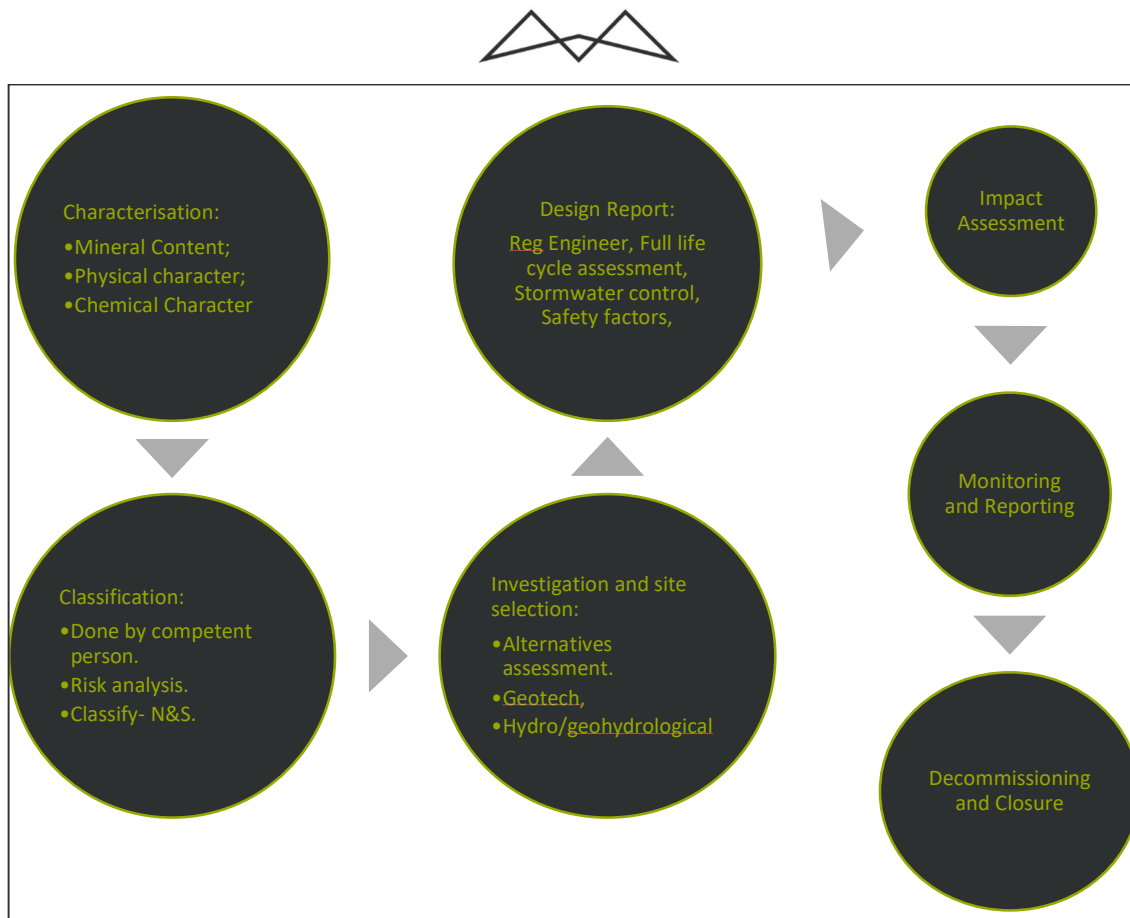 Characterisation:
•Mineral Content;
•Physical character;
•Chemical Character
Classification:
•Done by competent
person.
•Risk analysis.
•Classify- N&S.
Investigation and site
selection:
•Alternatives
assessment.
•Geotech,
•Hydro/geohydrological
Design Report:
Reg Engineer, Full life
cycle assessment,
Stormwater control,
Safety factors,
Impact
Assessment
Monitoring
and Reporting
Decommissioning
and Closure